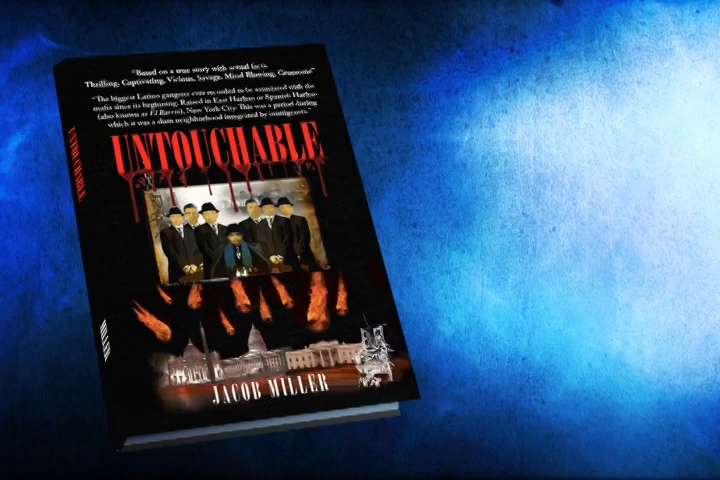 "Based on a true story with actual facts.
Thrilling, Captivating, Vicious, Savage, Mind Blowing, Gruesome"
"The biggest Latino gangster ever recorded to be associated with the
mafia since its beginning. Raised in East Harlem or Spanish Harlem
(also known as El Barrio), New York City. This was a period during
which it was a slum neighborhood integrated by immigrants."
UNTOUCHABLE
JACOB MILLER
UNTOUCHABLE
MILLER